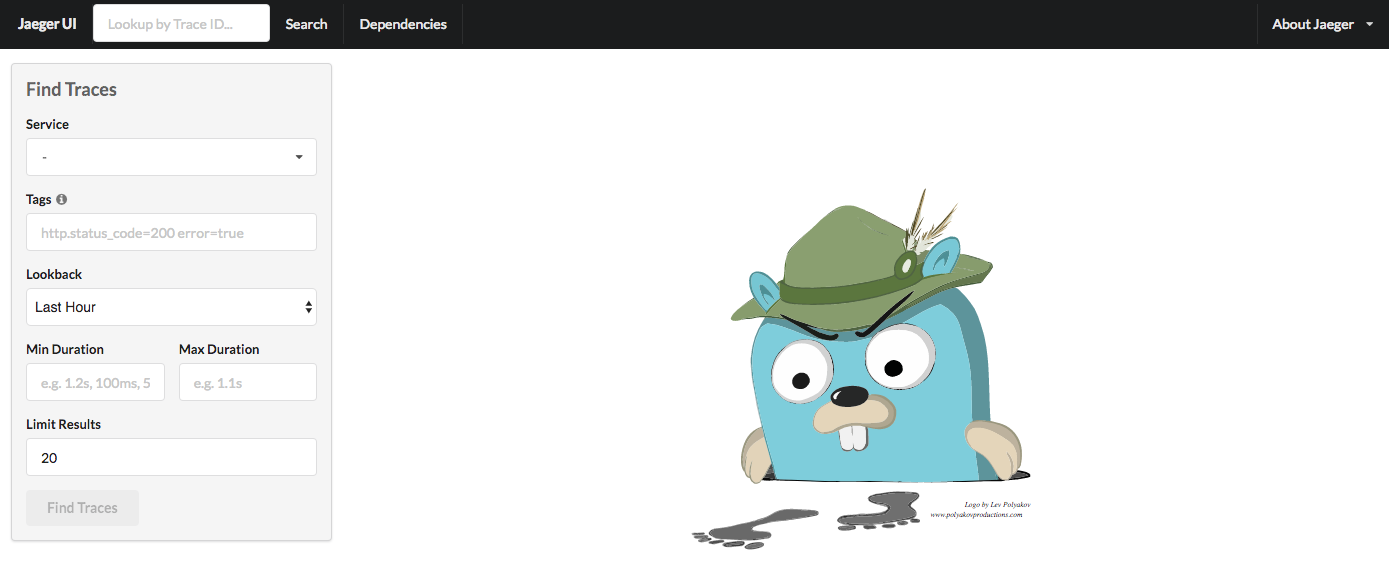 Jaeger UI Lookup by Trace ID... Search Dependencies About Jaeger
Find Traces
Service
-
Tags
http.status_code=200 error=true
Lookback
Last Hour
Min Duration Max Duration
e.g. 1.2s, 100ms, 5 e.g. 1.1s
Limit Results
20
Find Traces
Logo by Lev Polyakov
www.polyakovproductions.com